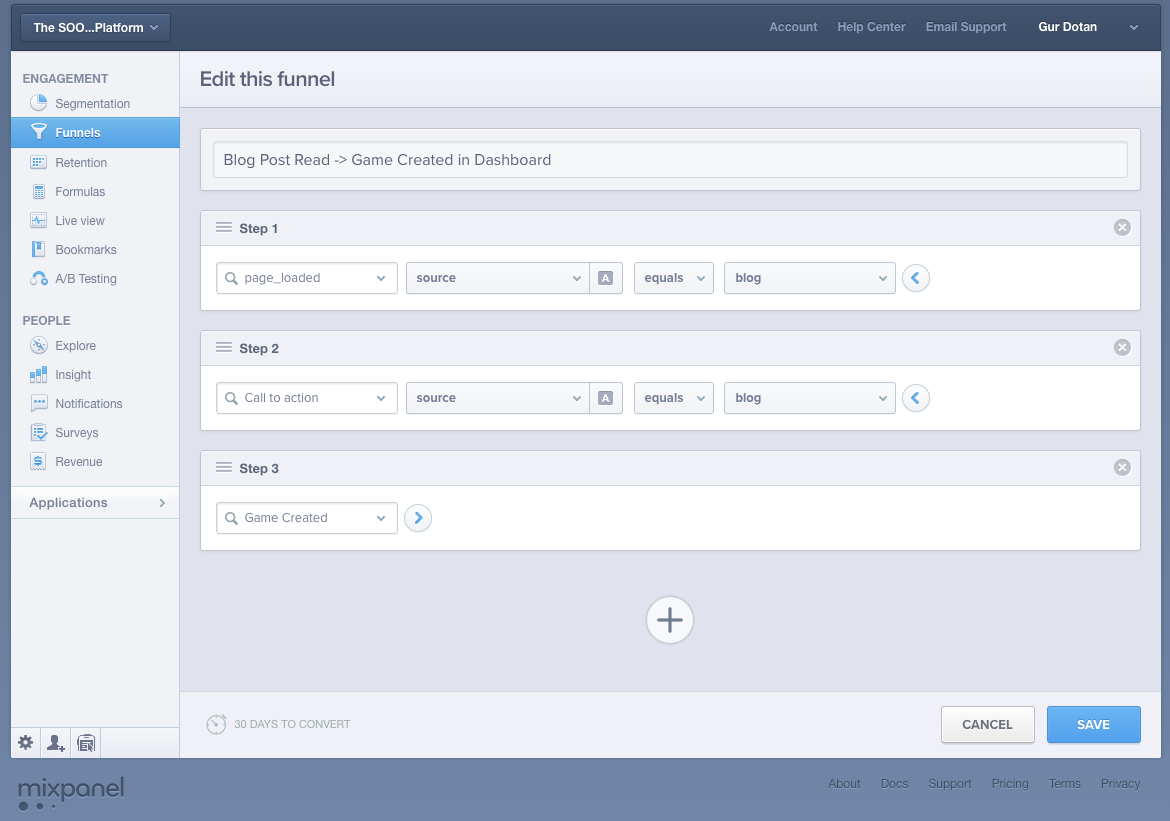 The SOO...Platform
Account Help Center Email Support Gur Dotan
ENGAGEMENT
Segmentation
Funnels
Retention
Formulas
Live view
Bookmarks
A/B Testing
PEOPLE
Explore
Insight
Notifications
Surveys
Revenue
Applications
Edit this funnel
Blog Post Read -> Game Created in Dashboard
Step 1
page_loaded source A equals blog
Step 2
Call to action source A equals blog
Step 3
Game Created
30 DAYS TO CONVERT
CANCEL SAVE
mixpanel
About Docs Support Pricing Terms Privacy